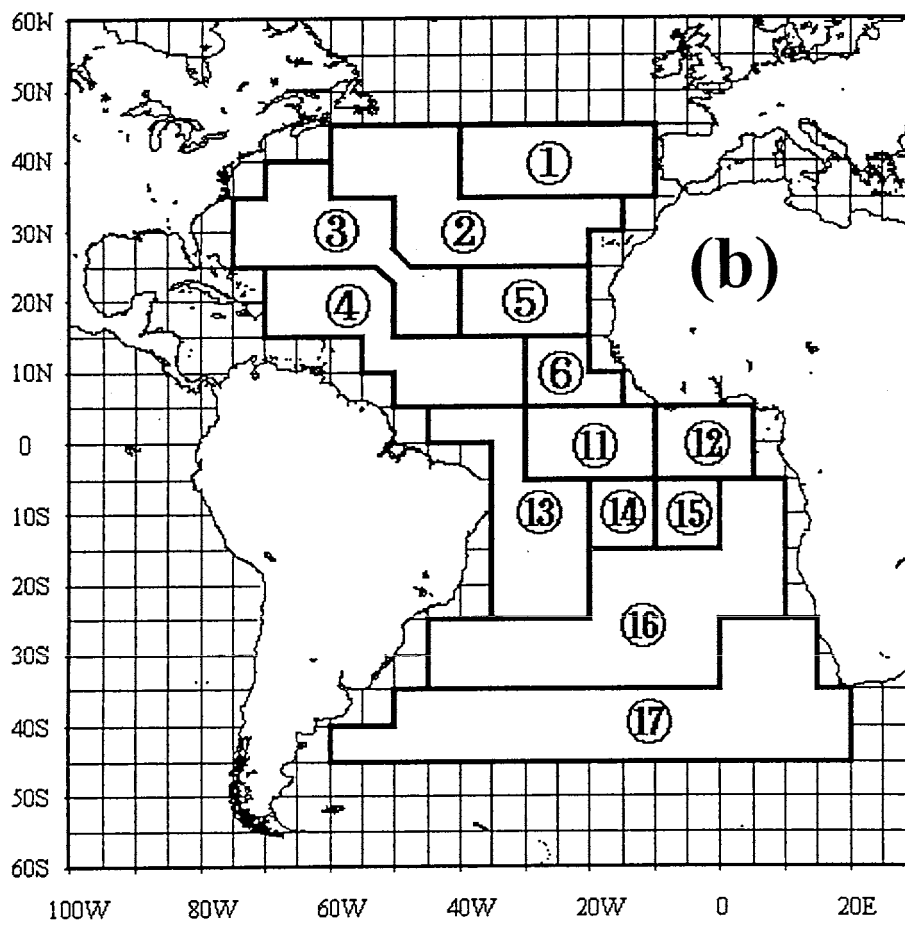 60W
50N
①
40N
③ ②
30N
(b)
④ ⑤
20N
⑥
10N
⑪ ⑫
0
⑬ ⑭ ⑮
10S
20S
⑯
30S
⑰
40S
50S
60S
100W 80W 60W 40W 20W 0 20E